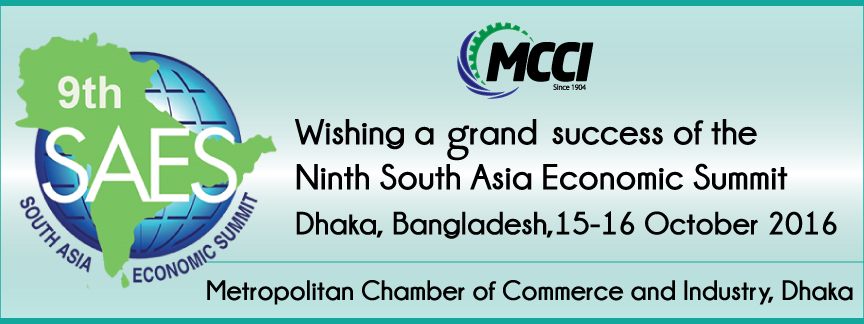 9th
SAES
SOUTH ASIA ECONOMIC SUMMIT
MCCI
Since 1904
Wishing a grand success of the
Ninth South Asia Economic Summit
Dhaka, Bangladesh,15-16 October 2016
Metropolitan Chamber of Commerce and Industry, Dhaka